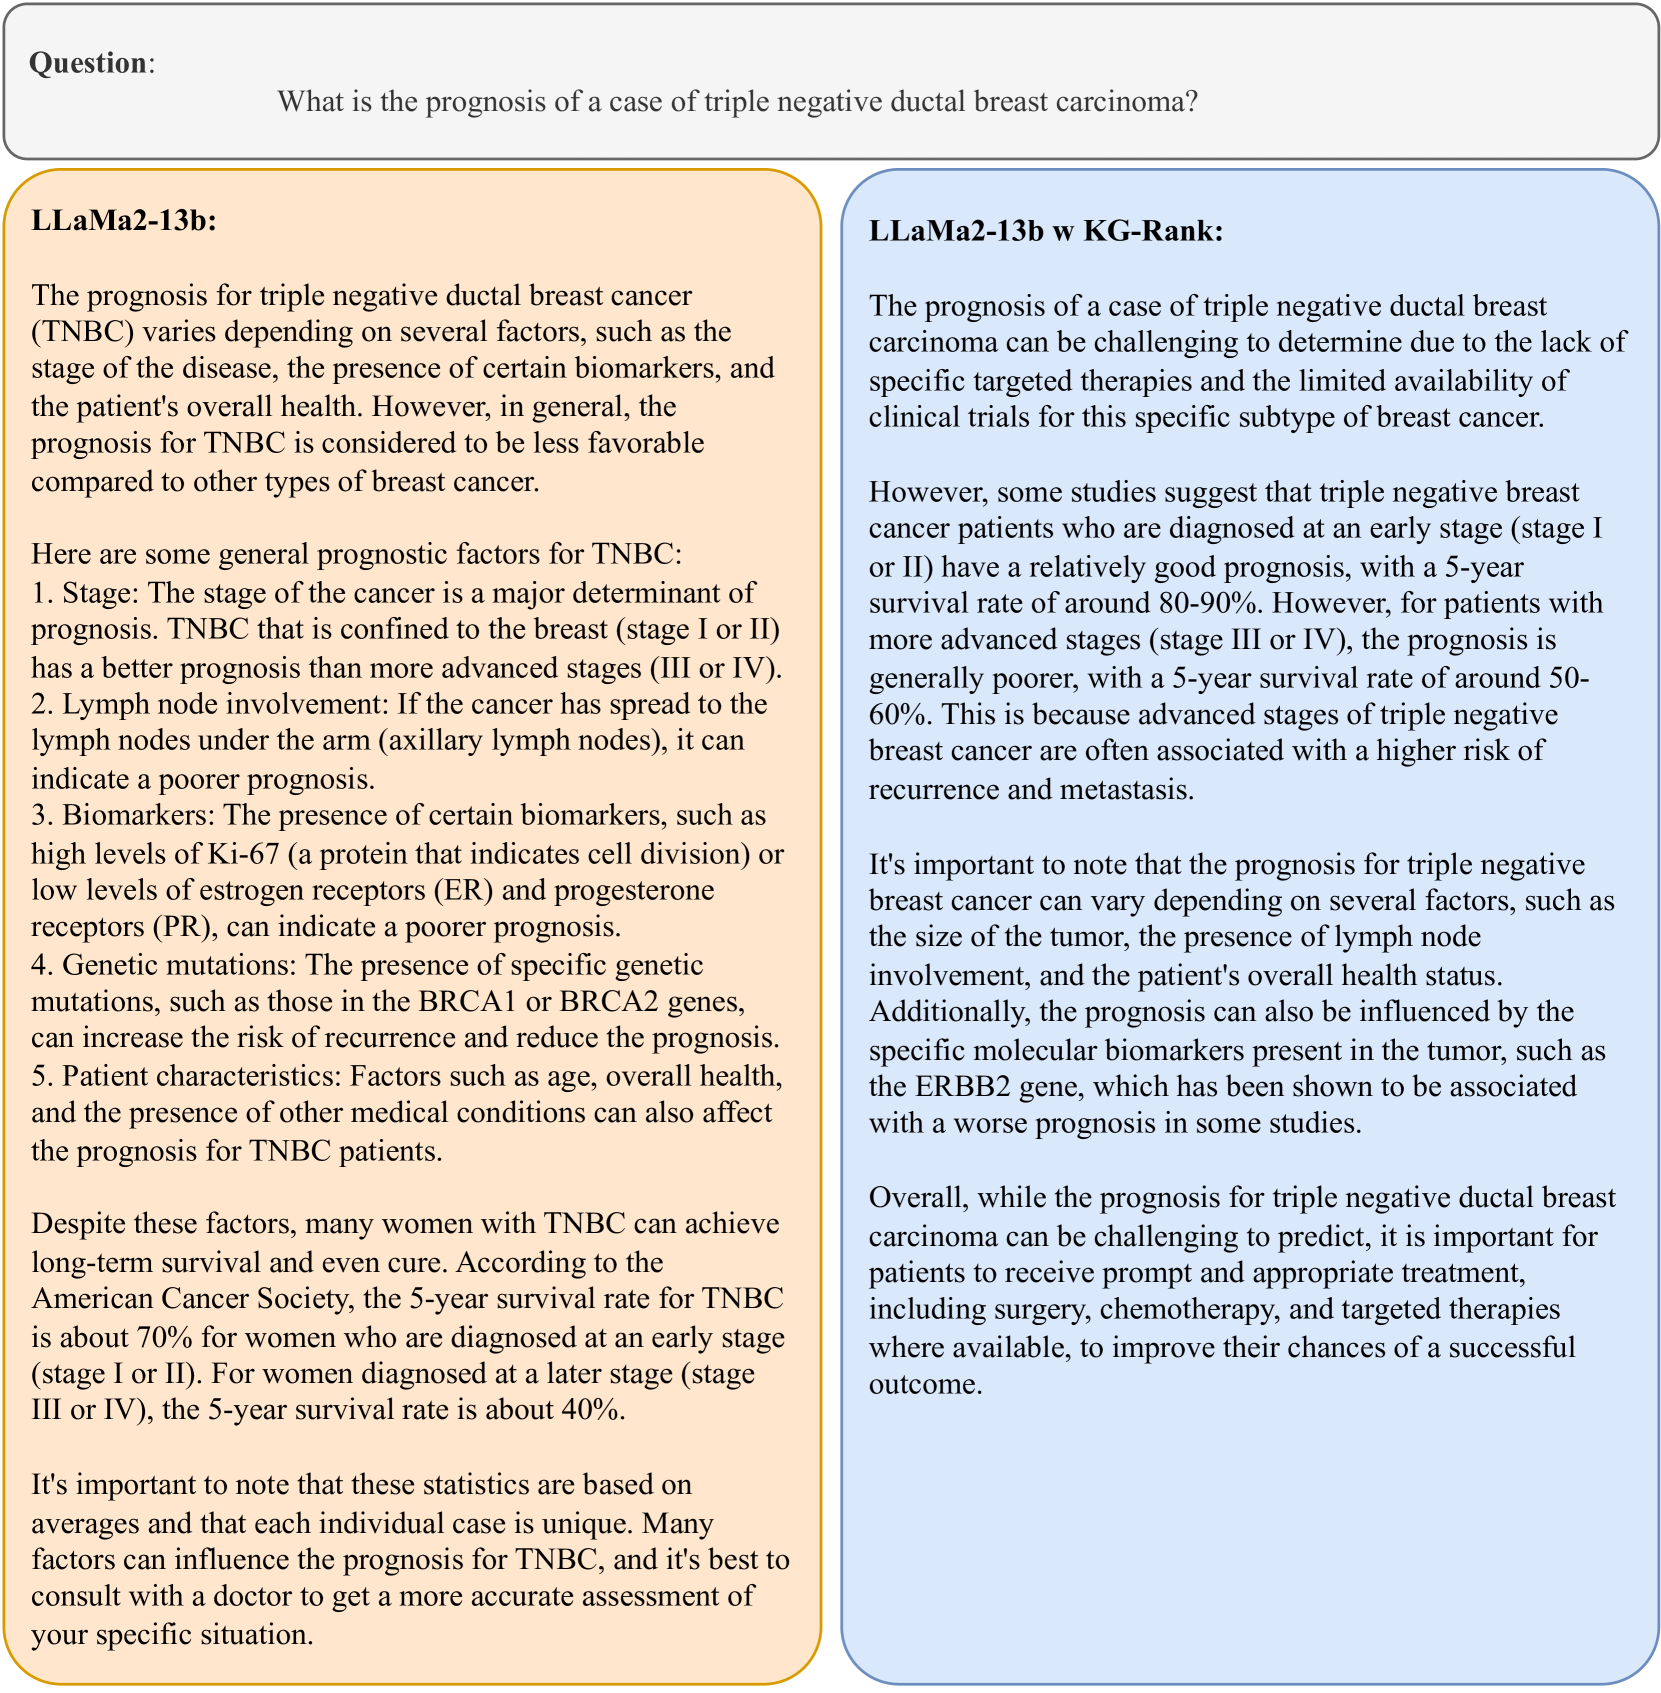 Question:
What is the prognosis of a case of triple negative ductal breast carcinoma?
LLaMa2-13b:
The prognosis for triple negative ductal breast cancer
(TNBC) varies depending on several factors, such as the
stage of the disease, the presence of certain biomarkers, and
the patient's overall health. However, in general, the
prognosis for TNBC is considered to be less favorable
compared to other types of breast cancer.
Here are some general prognostic factors for TNBC:
1. Stage: The stage of the cancer is a major determinant of
prognosis. TNBC that is confined to the breast (stage I or II)
has a better prognosis than more advanced stages (III or IV).
2. Lymph node involvement: If the cancer has spread to the
lymph nodes under the arm (axillary lymph nodes), it can
indicate a poorer prognosis.
3. Biomarkers: The presence of certain biomarkers, such as
high levels of Ki-67 (a protein that indicates cell division) or
low levels of estrogen receptors (ER) and progesterone
receptors (PR), can indicate a poorer prognosis.
4. Genetic mutations: The presence of specific genetic
mutations, such as those in the BRCA1 or BRCA2 genes,
can increase the risk of recurrence and reduce the prognosis.
5. Patient characteristics: Factors such as age, overall health,
and the presence of other medical conditions can also affect
the prognosis for TNBC patients.
Despite these factors, many women with TNBC can achieve
long-term survival and even cure. According to the
American Cancer Society, the 5-year survival rate for TNBC
is about 70% for women who are diagnosed at an early stage
(stage I or II). For women diagnosed at a later stage (stage
III or IV), the 5-year survival rate is about 40%.
It's important to note that these statistics are based on
averages and that each individual case is unique. Many
factors can influence the prognosis for TNBC, and it's best to
consult with a doctor to get a more accurate assessment of
your specific situation.
LLaMa2-13b w KG-Rank:
The prognosis of a case of triple negative ductal breast
carcinoma can be challenging to determine due to the lack of
specific targeted therapies and the limited availability of
clinical trials for this specific subtype of breast cancer.
However, some studies suggest that triple negative breast
cancer patients who are diagnosed at an early stage (stage I
or II) have a relatively good prognosis, with a 5-year
survival rate of around 80-90%. However, for patients with
more advanced stages (stage III or IV), the prognosis is
generally poorer, with a 5-year survival rate of around 50-
60%. This is because advanced stages of triple negative
breast cancer are often associated with a higher risk of
recurrence and metastasis.
It's important to note that the prognosis for triple negative
breast cancer can vary depending on several factors, such as
the size of the tumor, the presence of lymph node
involvement, and the patient's overall health status.
Additionally, the prognosis can also be influenced by the
specific molecular biomarkers present in the tumor, such as
the ERBB2 gene, which has been shown to be associated
with a worse prognosis in some studies.
Overall, while the prognosis for triple negative ductal breast
carcinoma can be challenging to predict, it is important for
patients to receive prompt and appropriate treatment,
including surgery, chemotherapy, and targeted therapies
where available, to improve their chances of a successful
outcome.